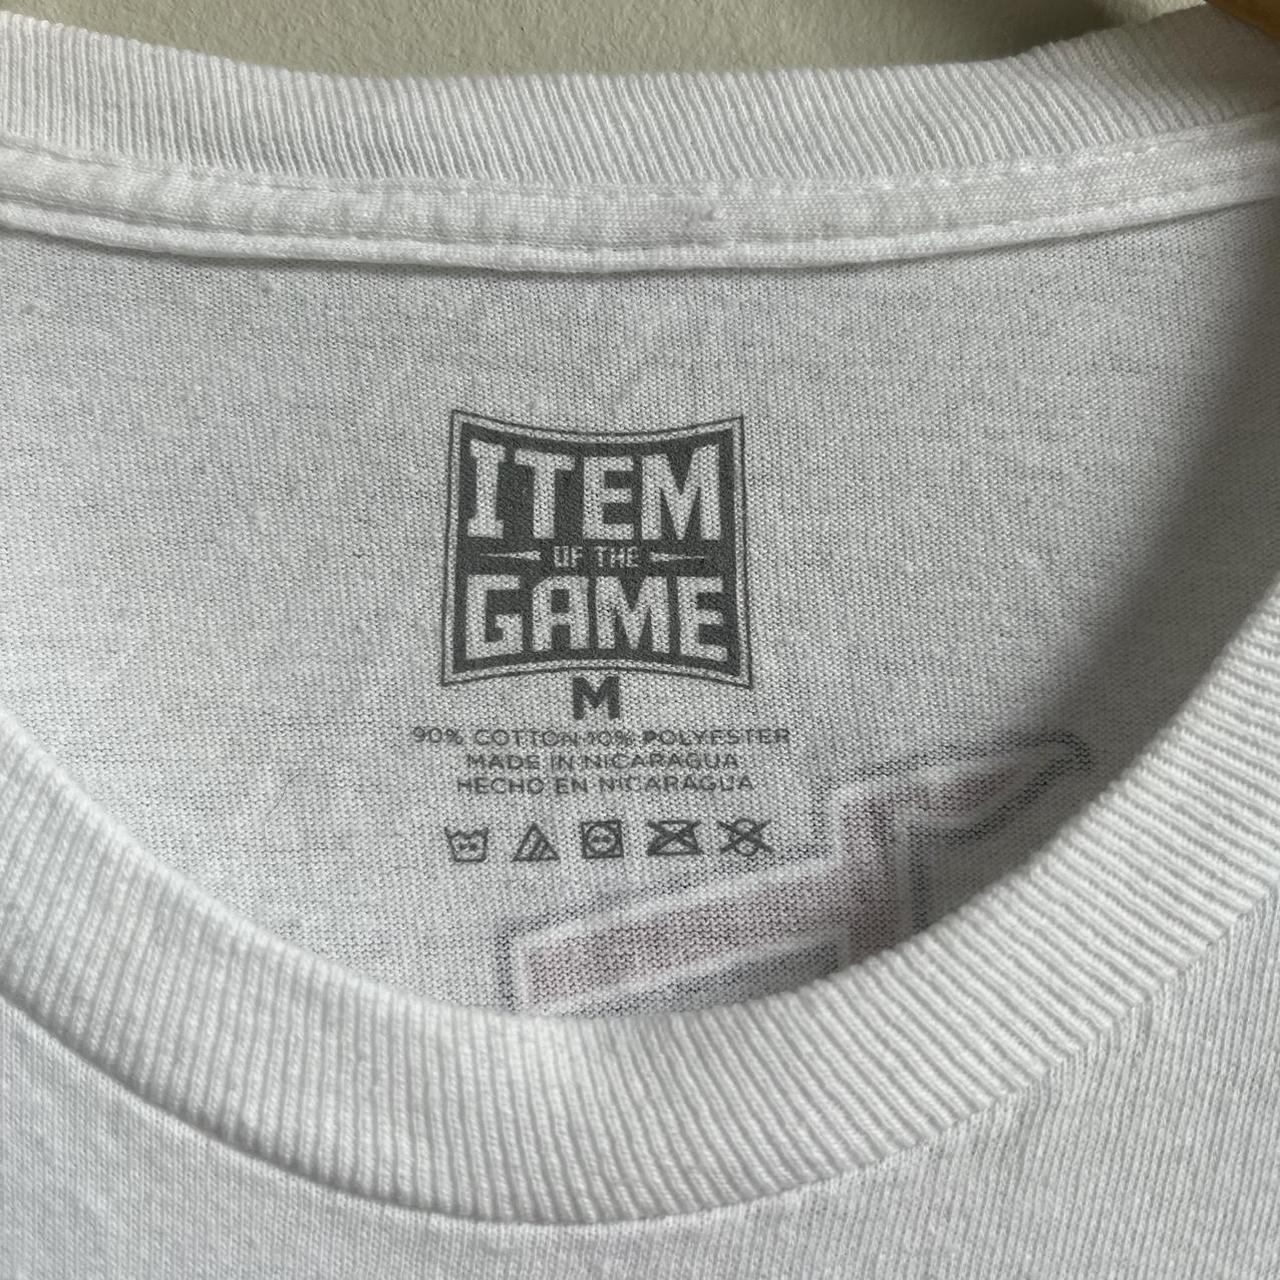 ITEM
OF THE
GAME
M
90% COTTON 10% POLYESTER
MADE IN NICARAGUA
HECHO EN NICARAGUA